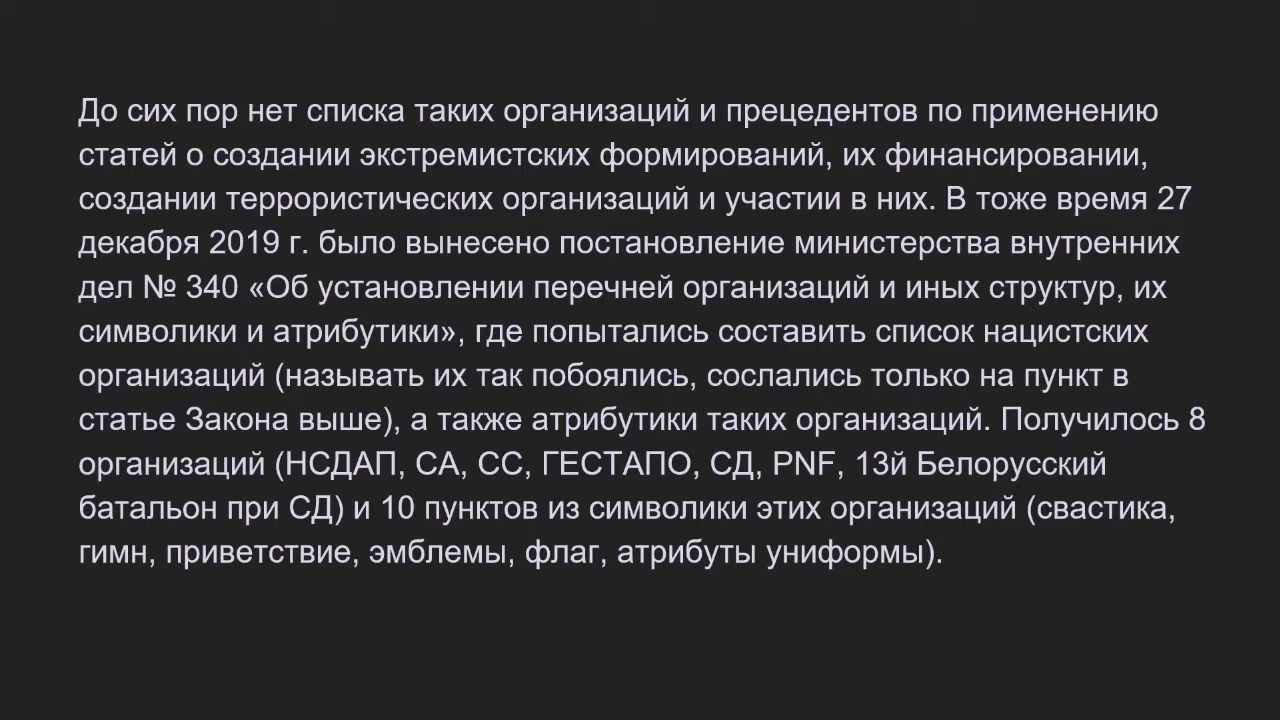 До сих пор нет списка таких организаций и прецедентов по применению
статей о создании экстремистских формирований, их финансировании,
создании террористических организаций и участии в них. В тоже время 27
декабря 2019 г. было вынесено постановление министерства внутренних
дел № 340 «Об установлении перечней организаций и иных структур, их
символики и атрибутики», где попытались составить список нацистских
организаций (называть их так побоялись, сослались только на пункт в
статье Закона выше), а также атрибутики таких организаций. Получилось 8
организаций (НСДАП, СА, СС, ГЕСТАПО, СД, PNF, 13й Белорусский
батальон при СД) и 10 пунктов из символики этих организаций (свастика,
гимн, приветствие, эмблемы, флаг, атрибуты униформы).